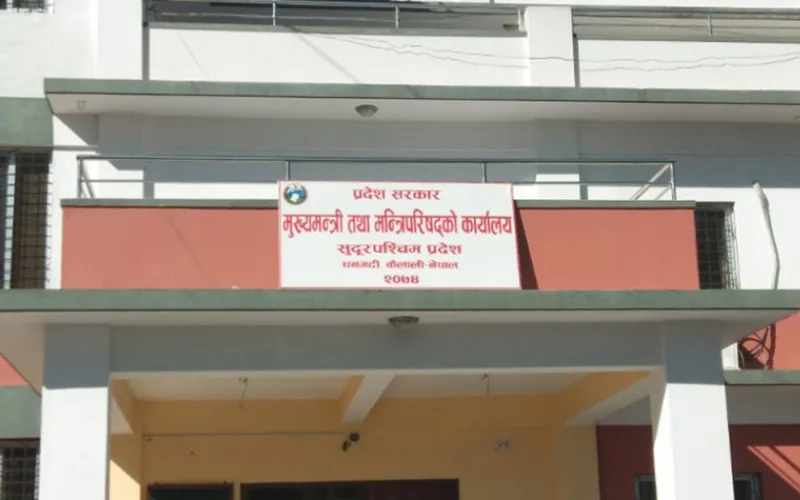 प्रदेश सरकार
मुख्यमन्त्री तथा मन्त्रिपरिषद्को कार्यालय
सुदूरपश्चिम प्रदेश
धनगढी कैलाली-नेपाल
२०७४